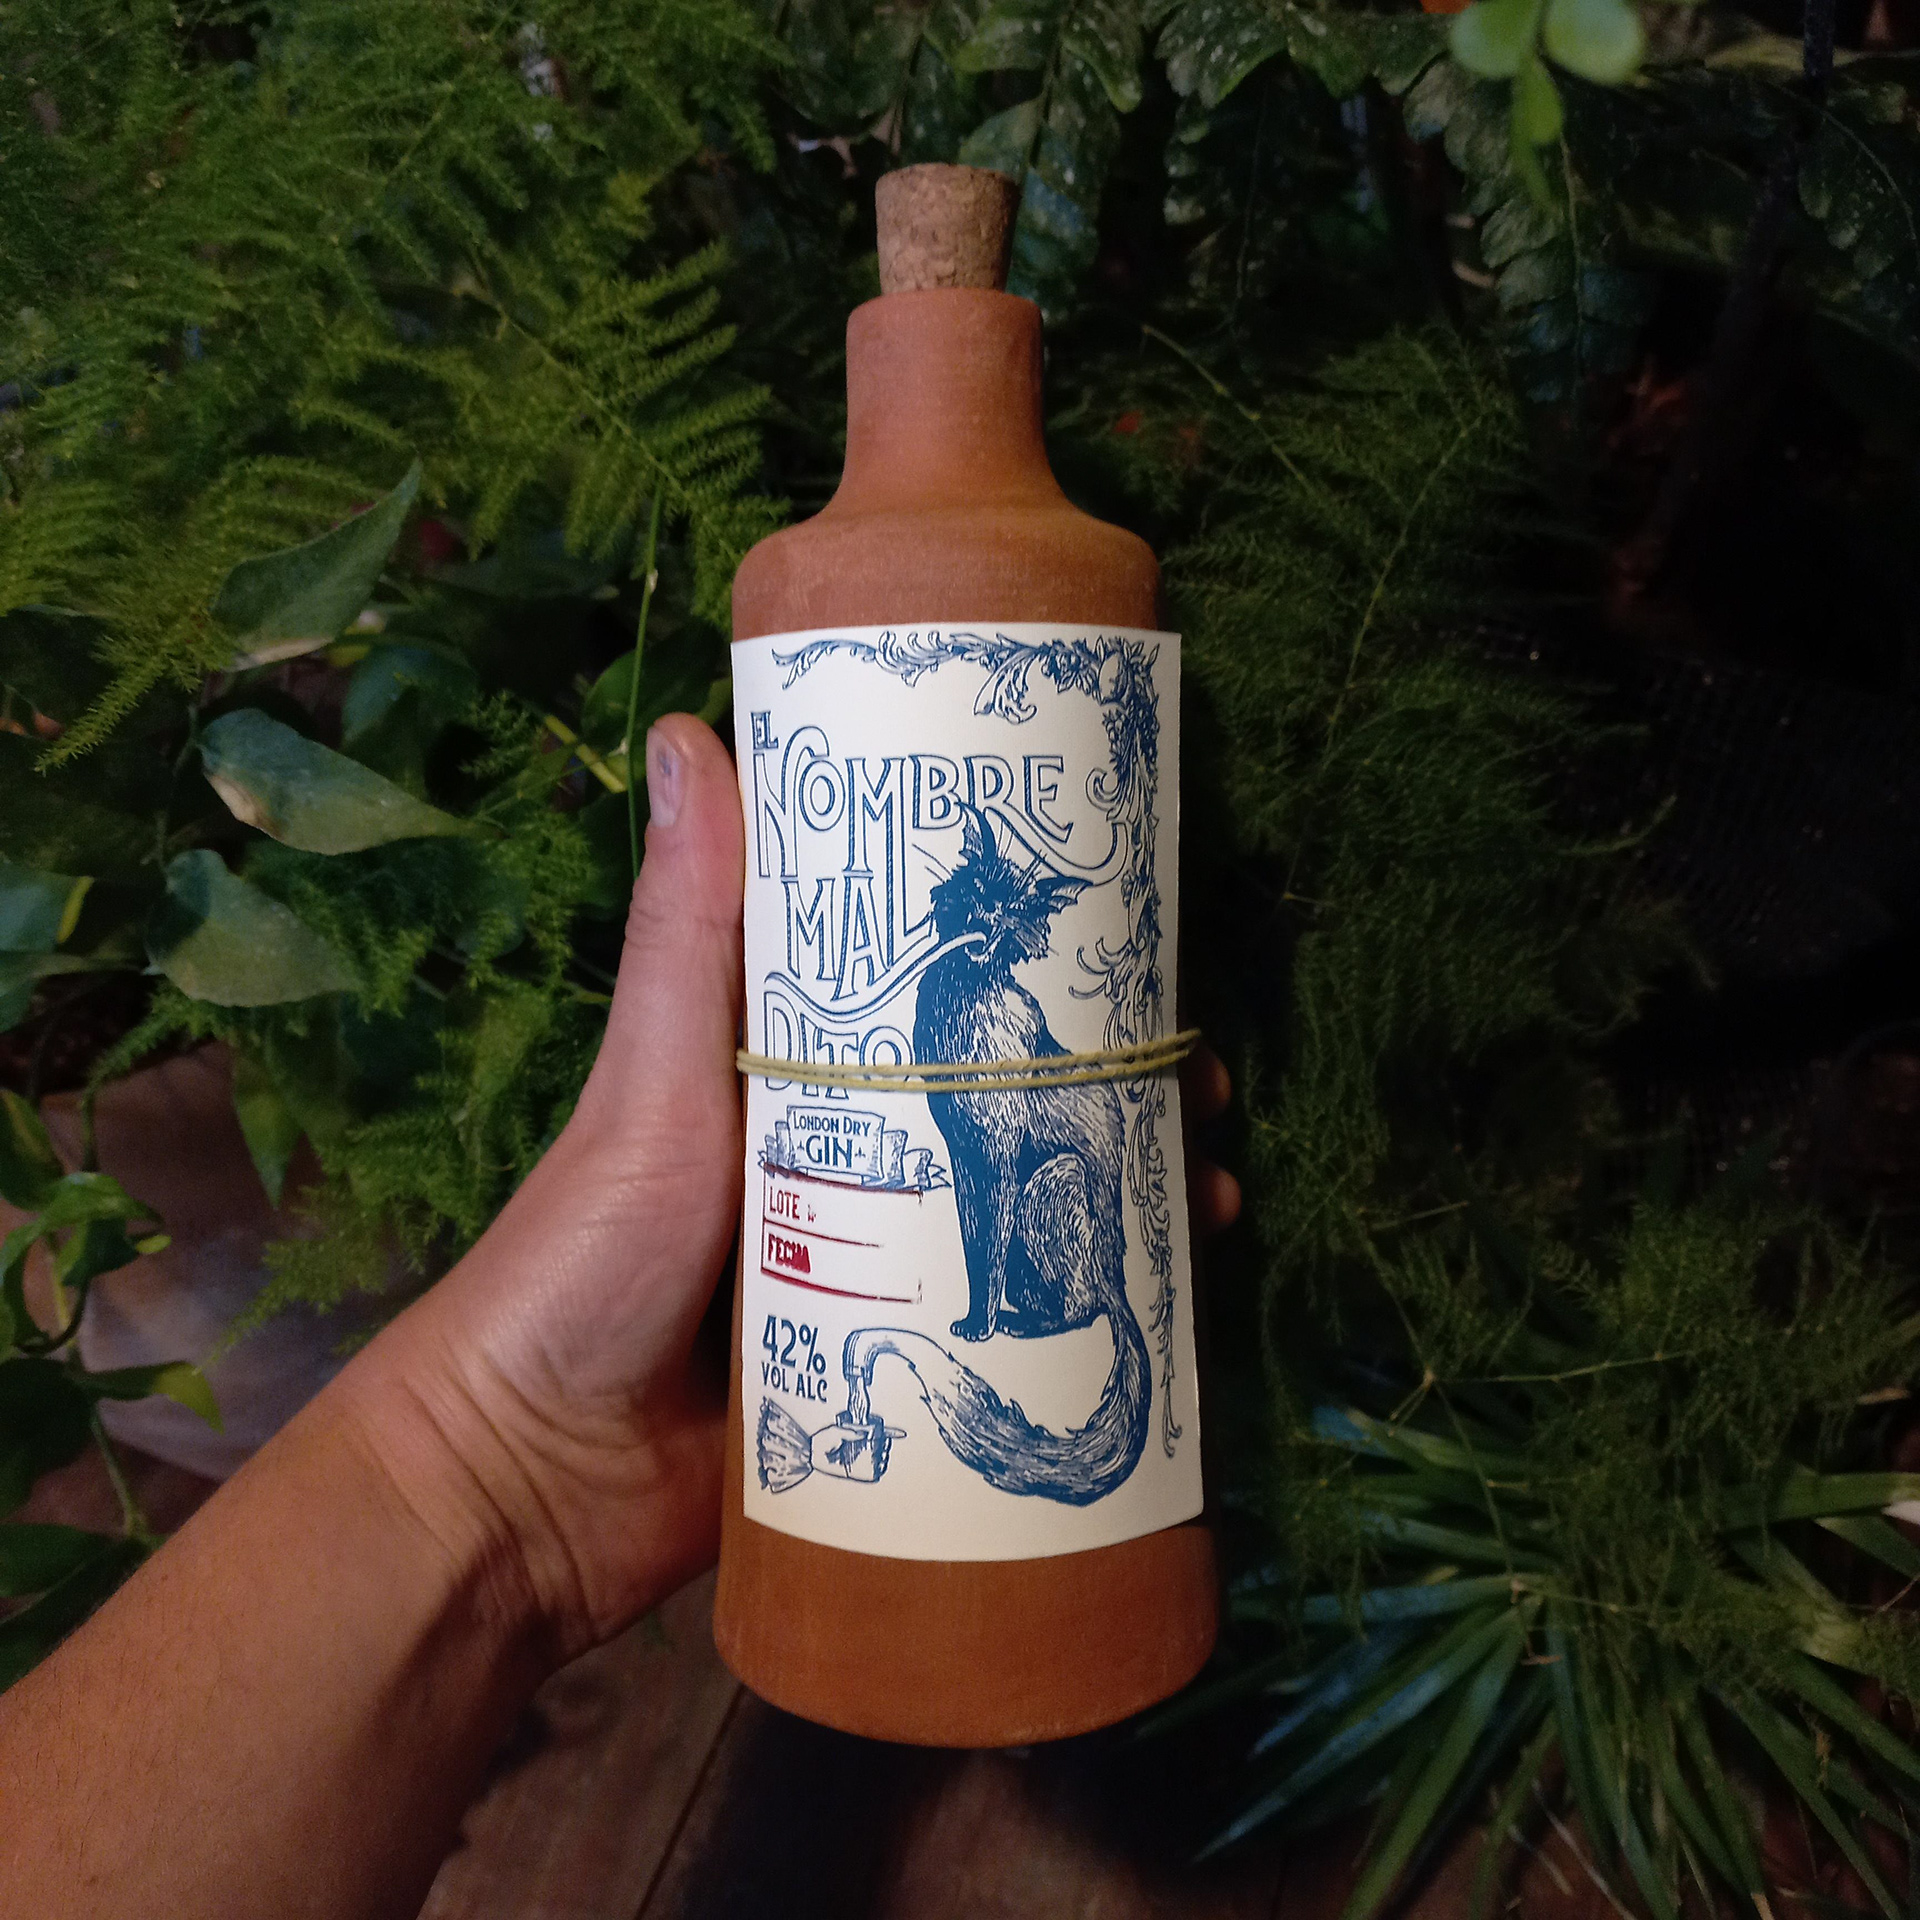 EL
NOMBRE
MAL
DITO
LONDON DRY
GIN
LOTE
FECHA
42%
VOL ALC